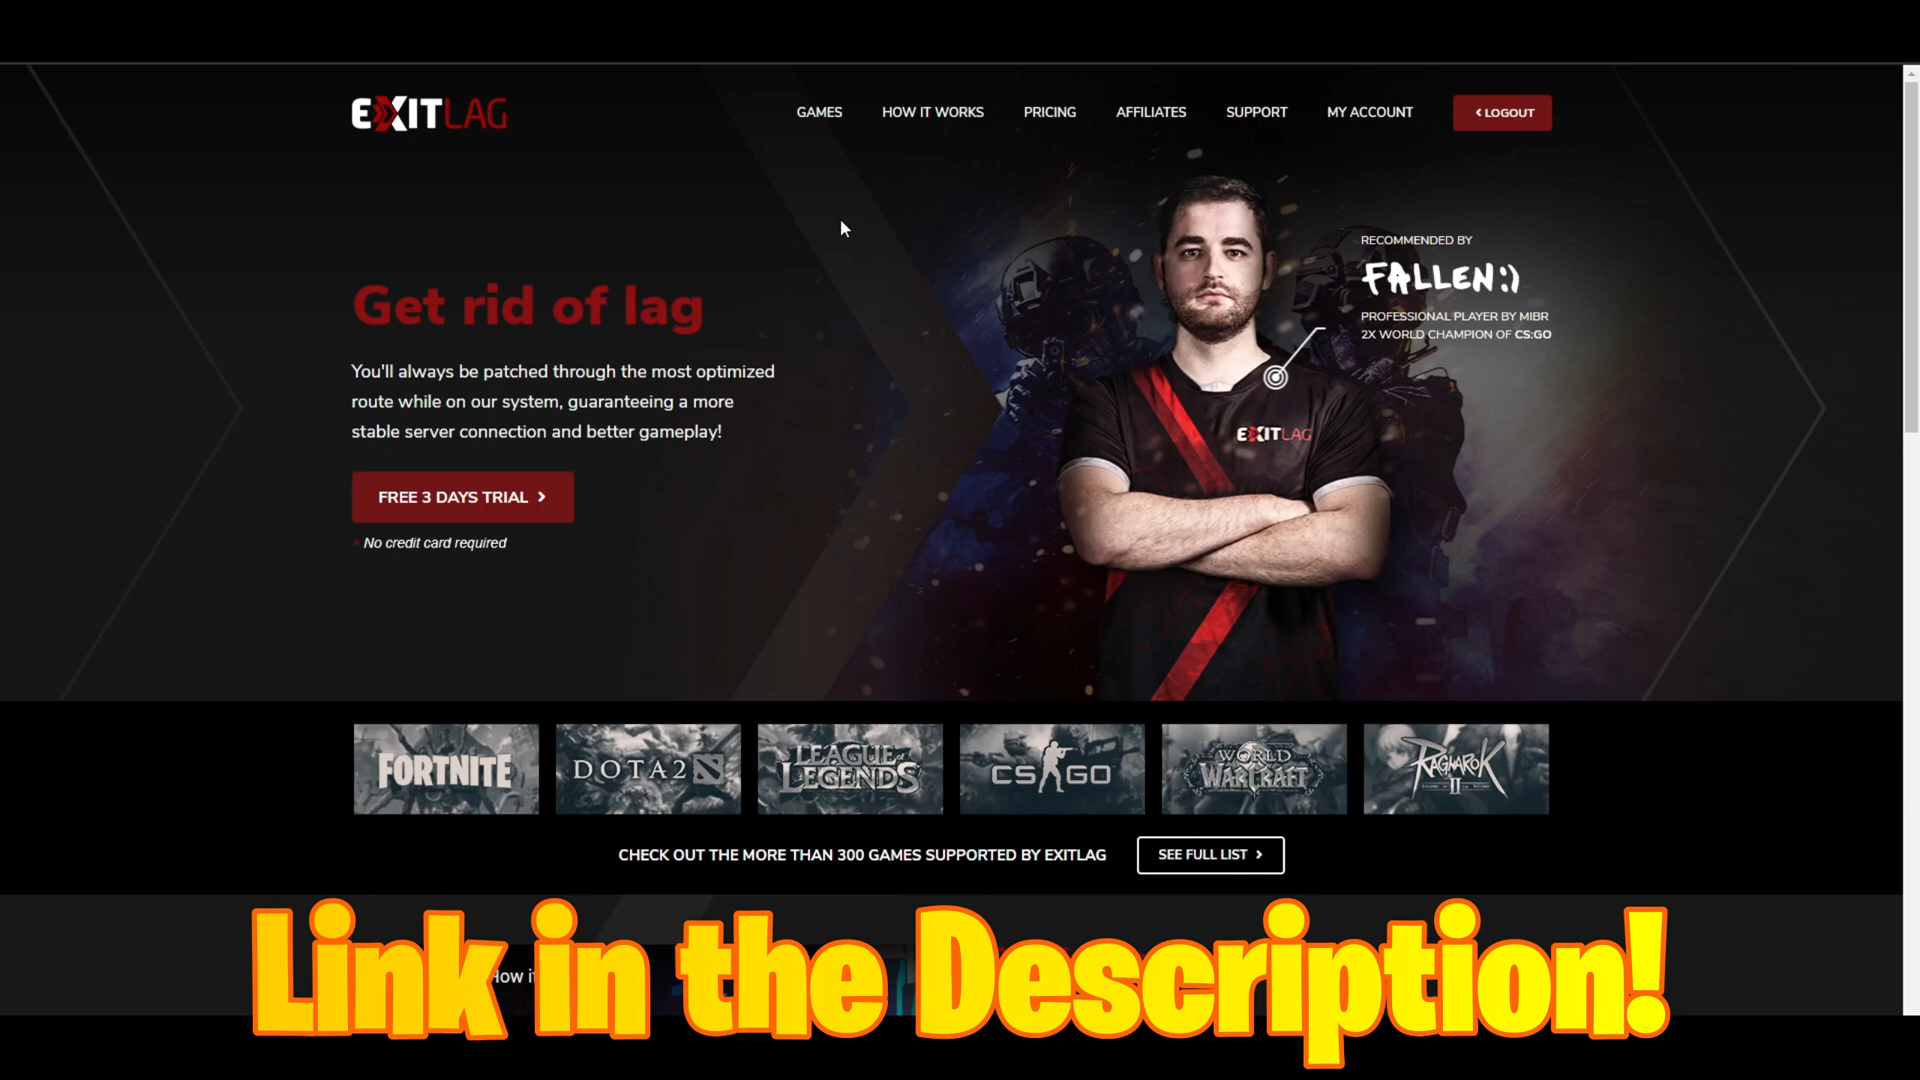 EXITLAG
GAMES
HOW IT WORKS
PRICING
AFFILIATES
SUPPORT
MY ACCOUNT
LOGOUT
RECOMMENDED BY
FALLEN:)
PROFESSIONAL PLAYER BY MIBR
2X WORLD CHAMPION OF CS:GO
Get rid of lag
You'll always be patched through the most optimized
route while on our system, guaranteeing a more
stable server connection and better gameplay!
FREE 3 DAYS TRIAL
* No credit card required
EXITLAG
FORTNITE
DOTA 2
LEAGUE of
LEGENDS
CS GO
WORLD
WARCRAFT
RAGNAROK
II
CHECK OUT THE MORE THAN 300 GAMES SUPPORTED BY EXITLAG
SEE FULL LIST
How i
Link in the Description!